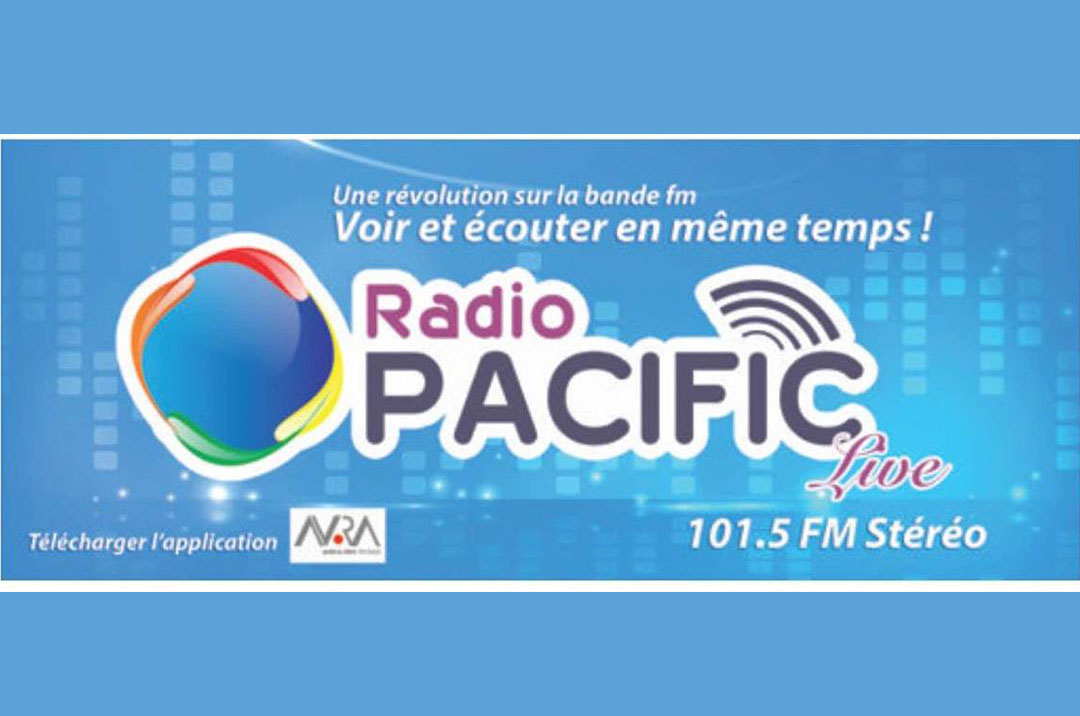 Une révolution sur la bande fm
Voir et écouter en même temps !
Radio
PACIFIC
Live
101.5 FM Stéréo
Télécharger l'application
AVRA